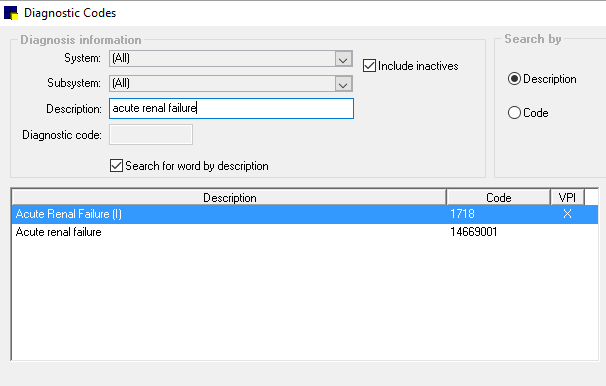 Diagnostic Codes
Diagnosis information
System: (All)
Include inactives
Subsystem: (All)
Description: acute renal failure
Diagnostic code:
Search for word by description
Search by
Description
Code
Description Code VPI
Acute Renal Failure (I) 1718 X
Acute renal failure 14669001